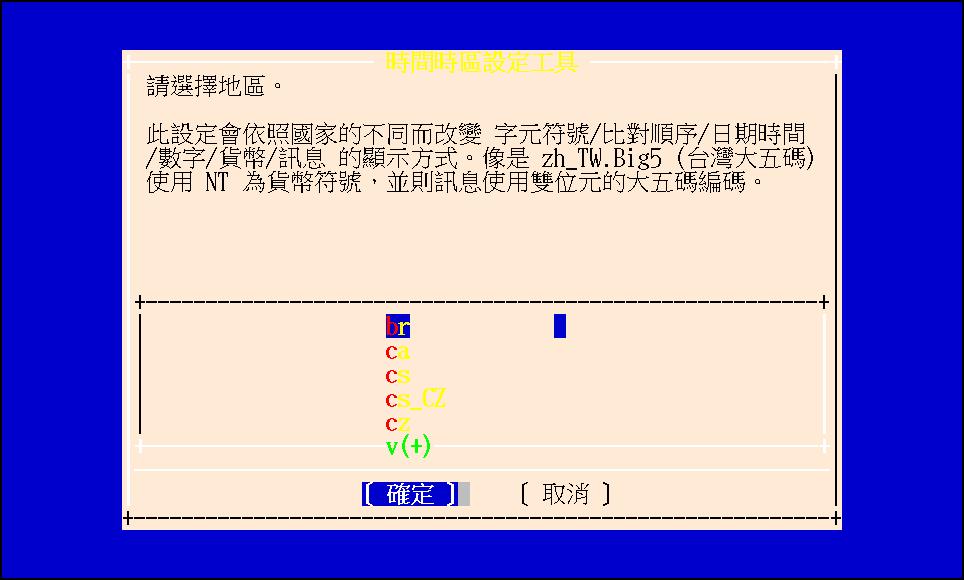 時間時區設定工具
請選擇地區。
此設定會依照國家的不同而改變 字元符號/比對順序/日期時間
/數字/貨幣/訊息 的顯示方式。像是 zh_TW.Big5 (台灣大五碼)
使用 NT 為貨幣符號，並則訊息使用雙位元的大五碼編碼。
br
ca
cs
cs_CZ
cz
v(+)
[ 確定 ] [ 取消 ]